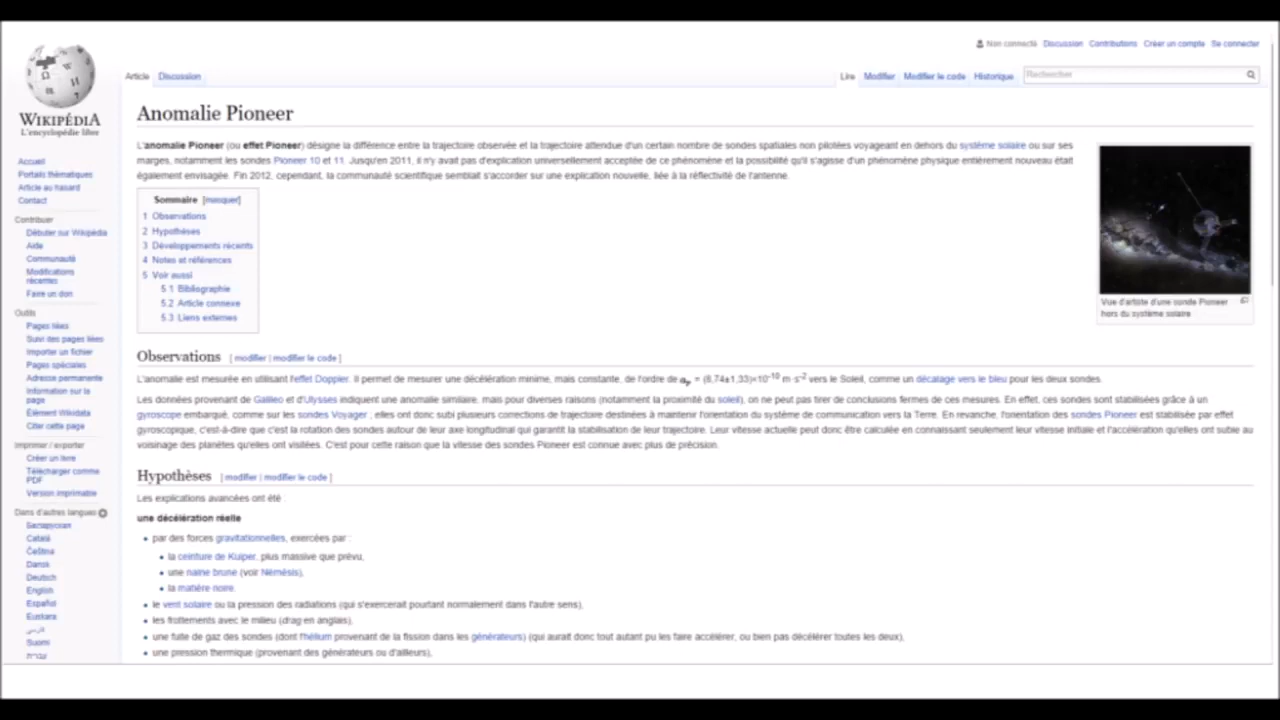 Non connecté Discussion Contributions Créer un compte Se connecter
Article Discussion Lire Modifier Modifier le code Historique Rechercher
WIKIPÉDIA
L'encyclopédie libre
Accueil
Portails thématiques
Article au hasard
Contact
Contribuer
Débuter sur Wikipédia
Aide
Communauté
Modifications
récentes
Faire un don
Outils
Pages liées
Suivi des pages liées
Importer un fichier
Pages spéciales
Adresse permanente
Information sur la
page
Élément Wikidata
Citer cette page
Imprimer / exporter
Créer un livre
Télécharger comme
PDF
Version imprimable
Dans d'autres langues
Беларуская
Català
Čeština
Dansk
Deutsch
English
Español
Euskara
فارسی
Suomi
עברית
Anomalie Pioneer
L'anomalie Pioneer (ou effet Pioneer) désigne la différence entre la trajectoire observée et la trajectoire attendue d'un certain nombre de sondes spatiales non pilotées voyageant en dehors du système solaire ou sur ses
marges, notamment les sondes Pioneer 10 et 11. Jusqu'en 2011, il n'y avait pas d'explication universellement acceptée de ce phénomène et la possibilité qu'il s'agisse d'un phénomène physique entièrement nouveau était
également envisagée. Fin 2012, cependant, la communauté scientifique semblait s'accorder sur une explication nouvelle, liée à la réflectivité de l'antenne.
Sommaire [masquer]
1 Observations
2 Hypothèses
3 Développements récents
4 Notes et références
5 Voir aussi
5.1 Bibliographie
5.2 Article connexe
5.3 Liens externes
Vue d'artiste d'une sonde Pioneer
hors du système solaire
Observations [ modifier | modifier le code ]
L'anomalie est mesurée en utilisant l'effet Doppler. Il permet de mesurer une décélération minime, mais constante, de l'ordre de aₚ = (8,74±1,33)×10⁻¹⁰ m·s⁻² vers le Soleil, comme un décalage vers le bleu pour les deux sondes.
Les données provenant de Galileo et d'Ulysses indiquent une anomalie similaire, mais pour diverses raisons (notamment la proximité du soleil), on ne peut pas tirer de conclusions fermes de ces mesures. En effet, ces sondes sont stabilisées grâce à un
gyroscope embarqué, comme sur les sondes Voyager ; elles ont donc subi plusieurs corrections de trajectoire destinées à maintenir l'orientation du système de communication vers la Terre. En revanche, l'orientation des sondes Pioneer est stabilisée par effet
gyroscopique, c'est-à-dire que c'est la rotation des sondes autour de leur axe longitudinal qui garantit la stabilisation de leur trajectoire. Leur vitesse actuelle peut donc être calculée en connaissant seulement leur vitesse initiale et l'accélération qu'elles ont subie au
voisinage des planètes qu'elles ont visitées. C'est pour cette raison que la vitesse des sondes Pioneer est connue avec plus de précision.
Hypothèses [ modifier | modifier le code ]
Les explications avancées ont été :
une décélération réelle
• par des forces gravitationnelles, exercées par :
• la ceinture de Kuiper, plus massive que prévu,
• une naine brune (voir Némésis),
• la matière noire.
• le vent solaire ou la pression des radiations (qui s'exercerait pourtant normalement dans l'autre sens),
• les frottements avec le milieu (drag en anglais),
• une fuite de gaz des sondes (dont l'hélium provenant de la fission dans les générateurs) (qui aurait donc tout autant pu les faire accélérer, ou bien pas décélérer toutes les deux),
• une pression thermique (provenant des générateurs ou d'ailleurs),